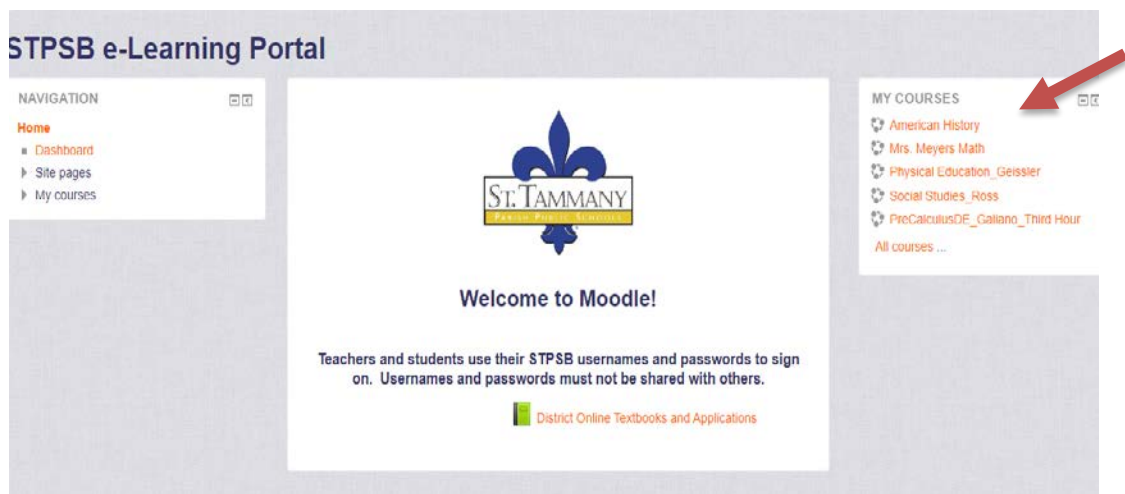 STPSB e-Learning Portal
NAVIGATION
Home
Dashboard
Site pages
My courses
ST. TAMMANY
PARISH PUBLIC SCHOOLS
Welcome to Moodle!
Teachers and students use their STPSB usernames and passwords to sign
on. Usernames and passwords must not be shared with others.
District Online Textbooks and Applications
MY COURSES
American History
Mrs. Meyers Math
Physical Education_Geissler
Social Studies_Ross
PreCalculusDE_Galiano_Third Hour
All courses ...